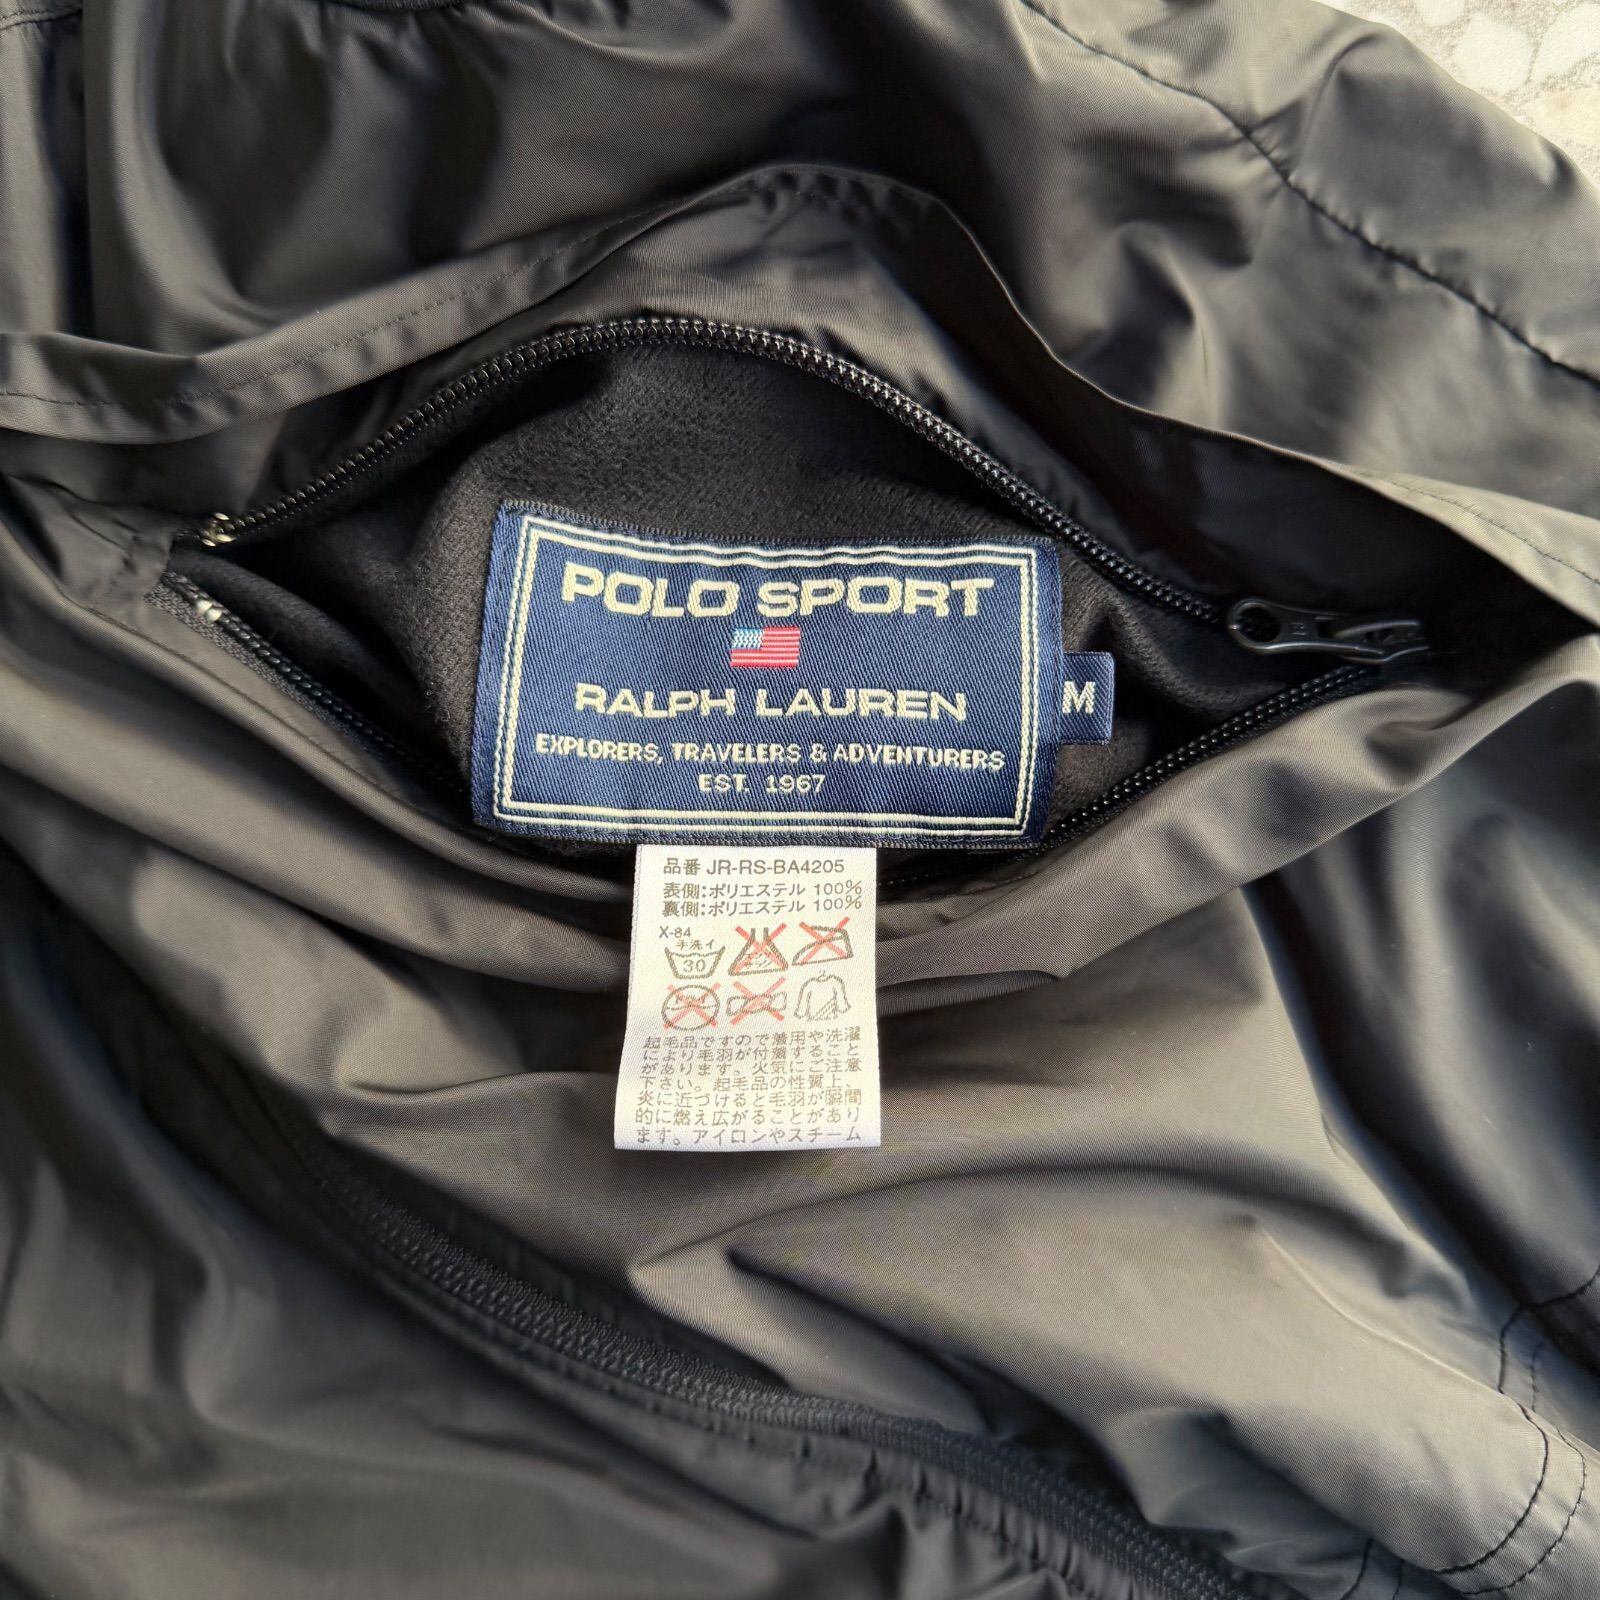 POLO SPORT
RALPH LAUREN
EXPLORERS, TRAVELERS & ADVENTURERS
EST. 1967
M
品番 JR-RS-BA4205
表側:ポリエステル 100%
裏側:ポリエステル 100%
X-84
手洗イ
30
起毛品ですので着用や洗濯
により毛羽が付着すること
があります。火気にご注意
下さい。起毛品の性質上、
炎に近づけると毛羽が瞬間
的に燃え広がることがあり
ます。アイロンやスチーム